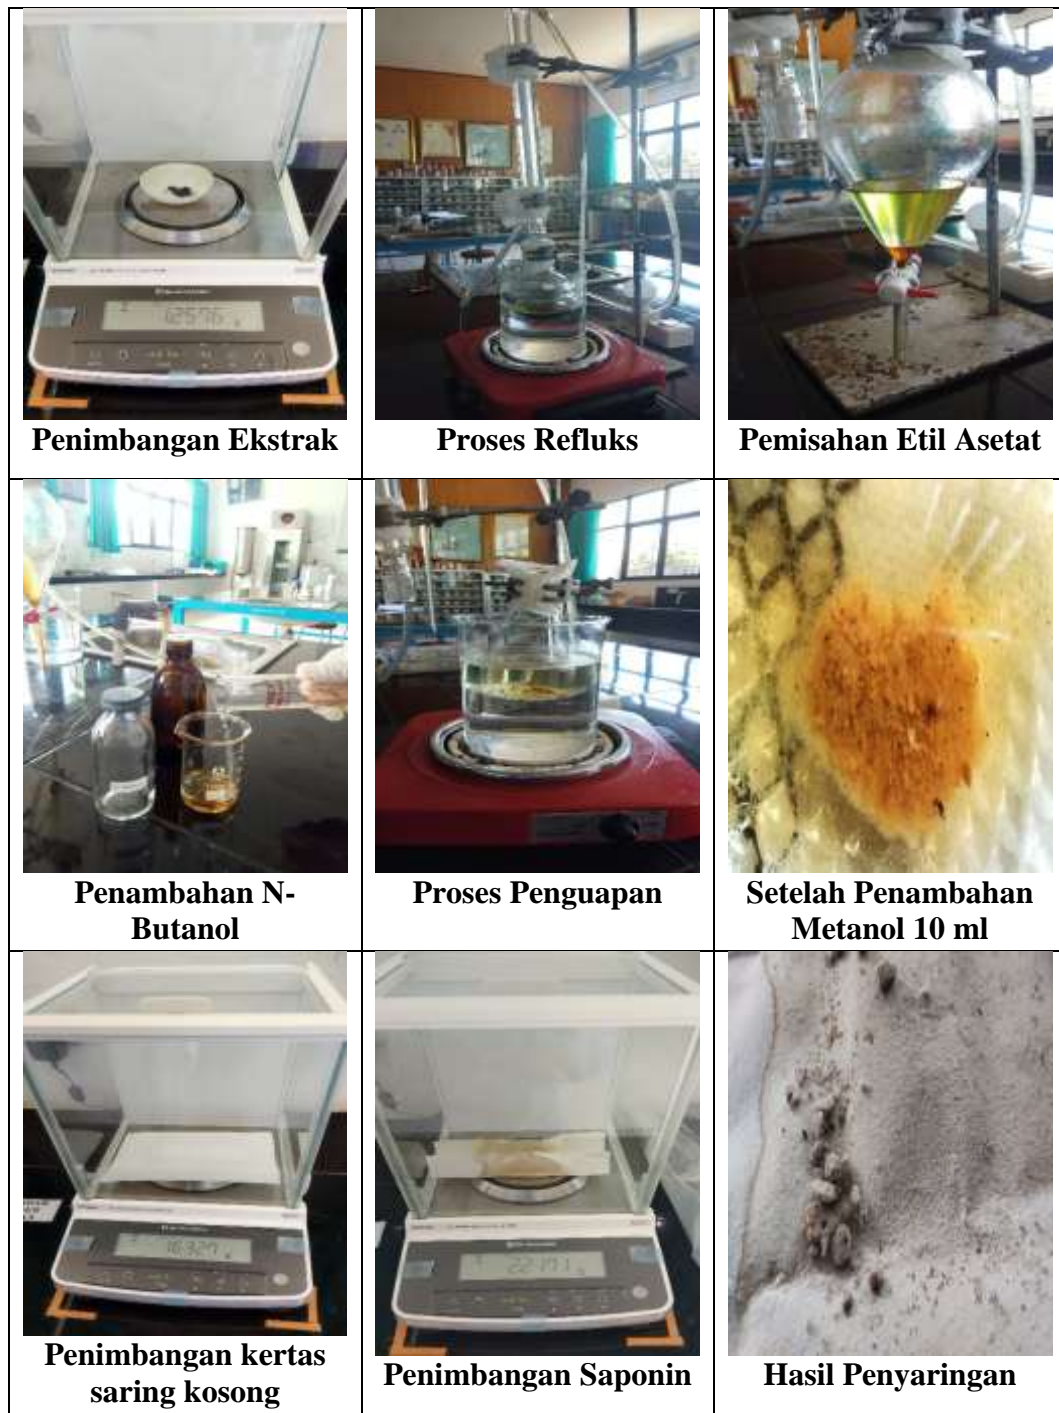 Penimbangan Ekstrak
Proses Refluks
Pemisahan Etil Asetat
Penambahan N-
Butanol
Proses Penguapan
Setelah Penambahan
Metanol 10 ml
Penimbangan kertas
saring kosong
Penimbangan Saponin
Hasil Penyaringan